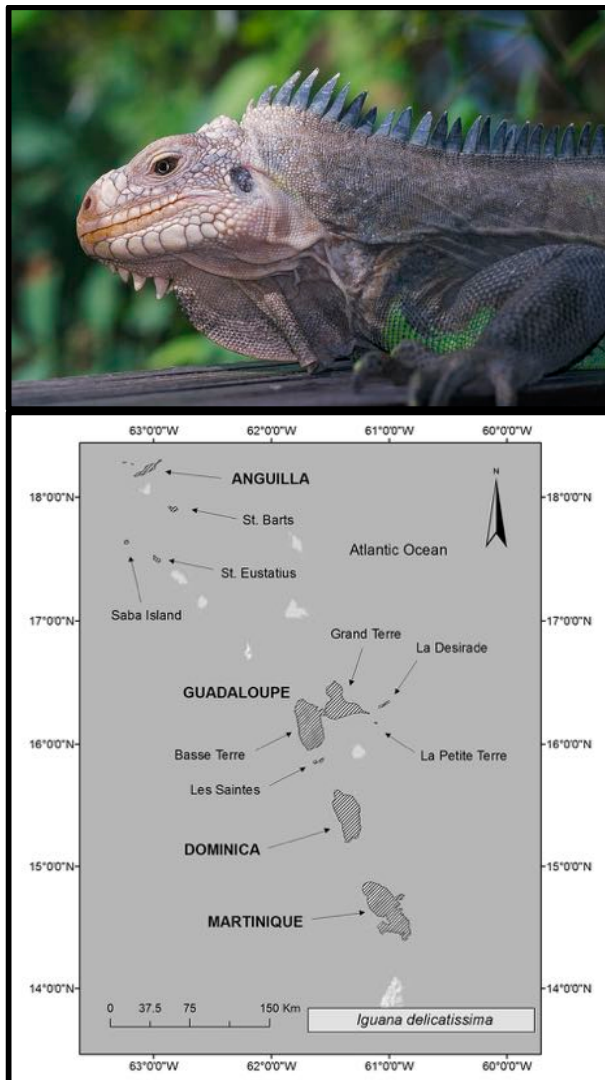 63°0'0"W 62°0'0"W 61°0'0"W 60°0'0"W
18°0'0"N
17°0'0"N
16°0'0"N
15°0'0"N
14°0'0"N
ANGUILLA
St. Barts
N
Atlantic Ocean
St. Eustatius
Saba Island
Grand Terre
La Desirade
GUADALOUPE
Basse Terre
La Petite Terre
Les Saintes
DOMINICA
MARTINIQUE
0 37.5 75 150 Km
Iguana delicatissima
18°0'0"N
17°0'0"N
16°0'0"N
15°0'0"N
14°0'0"N
63°0'0"W 62°0'0"W 61°0'0"W 60°0'0"W